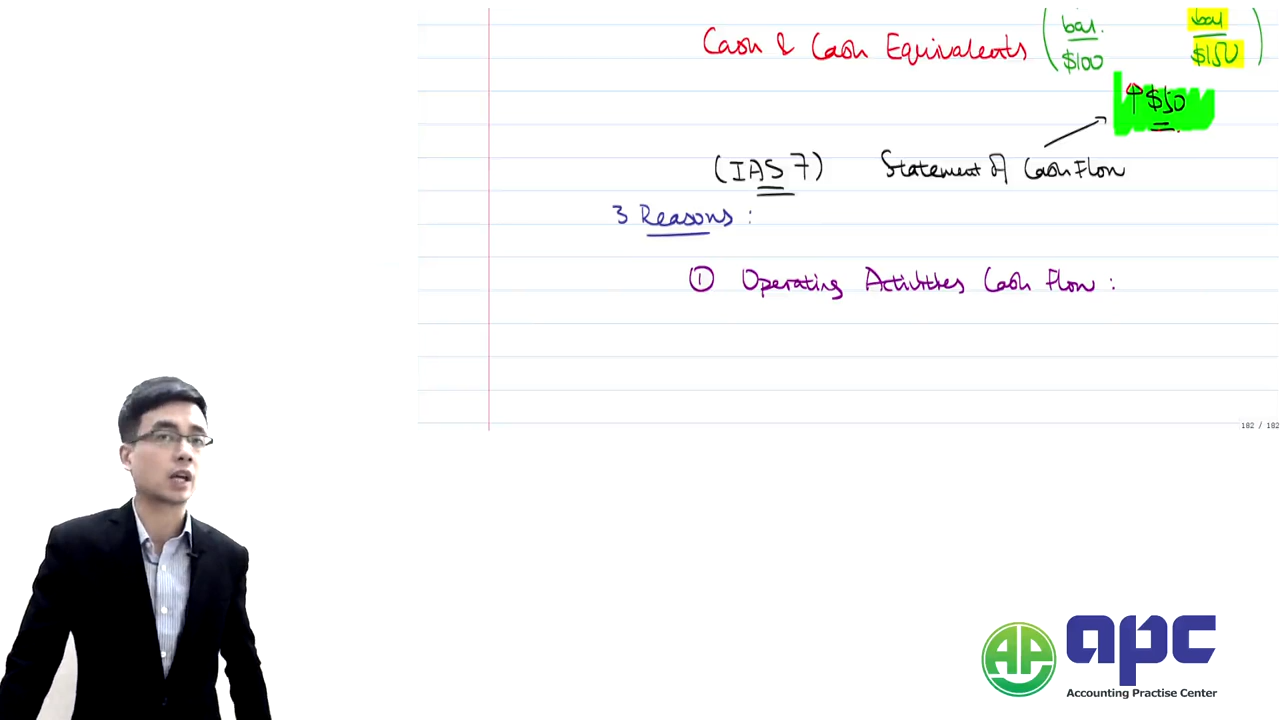 bal. bal
Cash & Cash Equivalents ( $100 $150 )
↑ $50
(IAS 7) Statement of Cash Flow
3 Reasons :
① Operating Activities Cash Flow :
182 / 182
AP apc
Accounting Practise Center